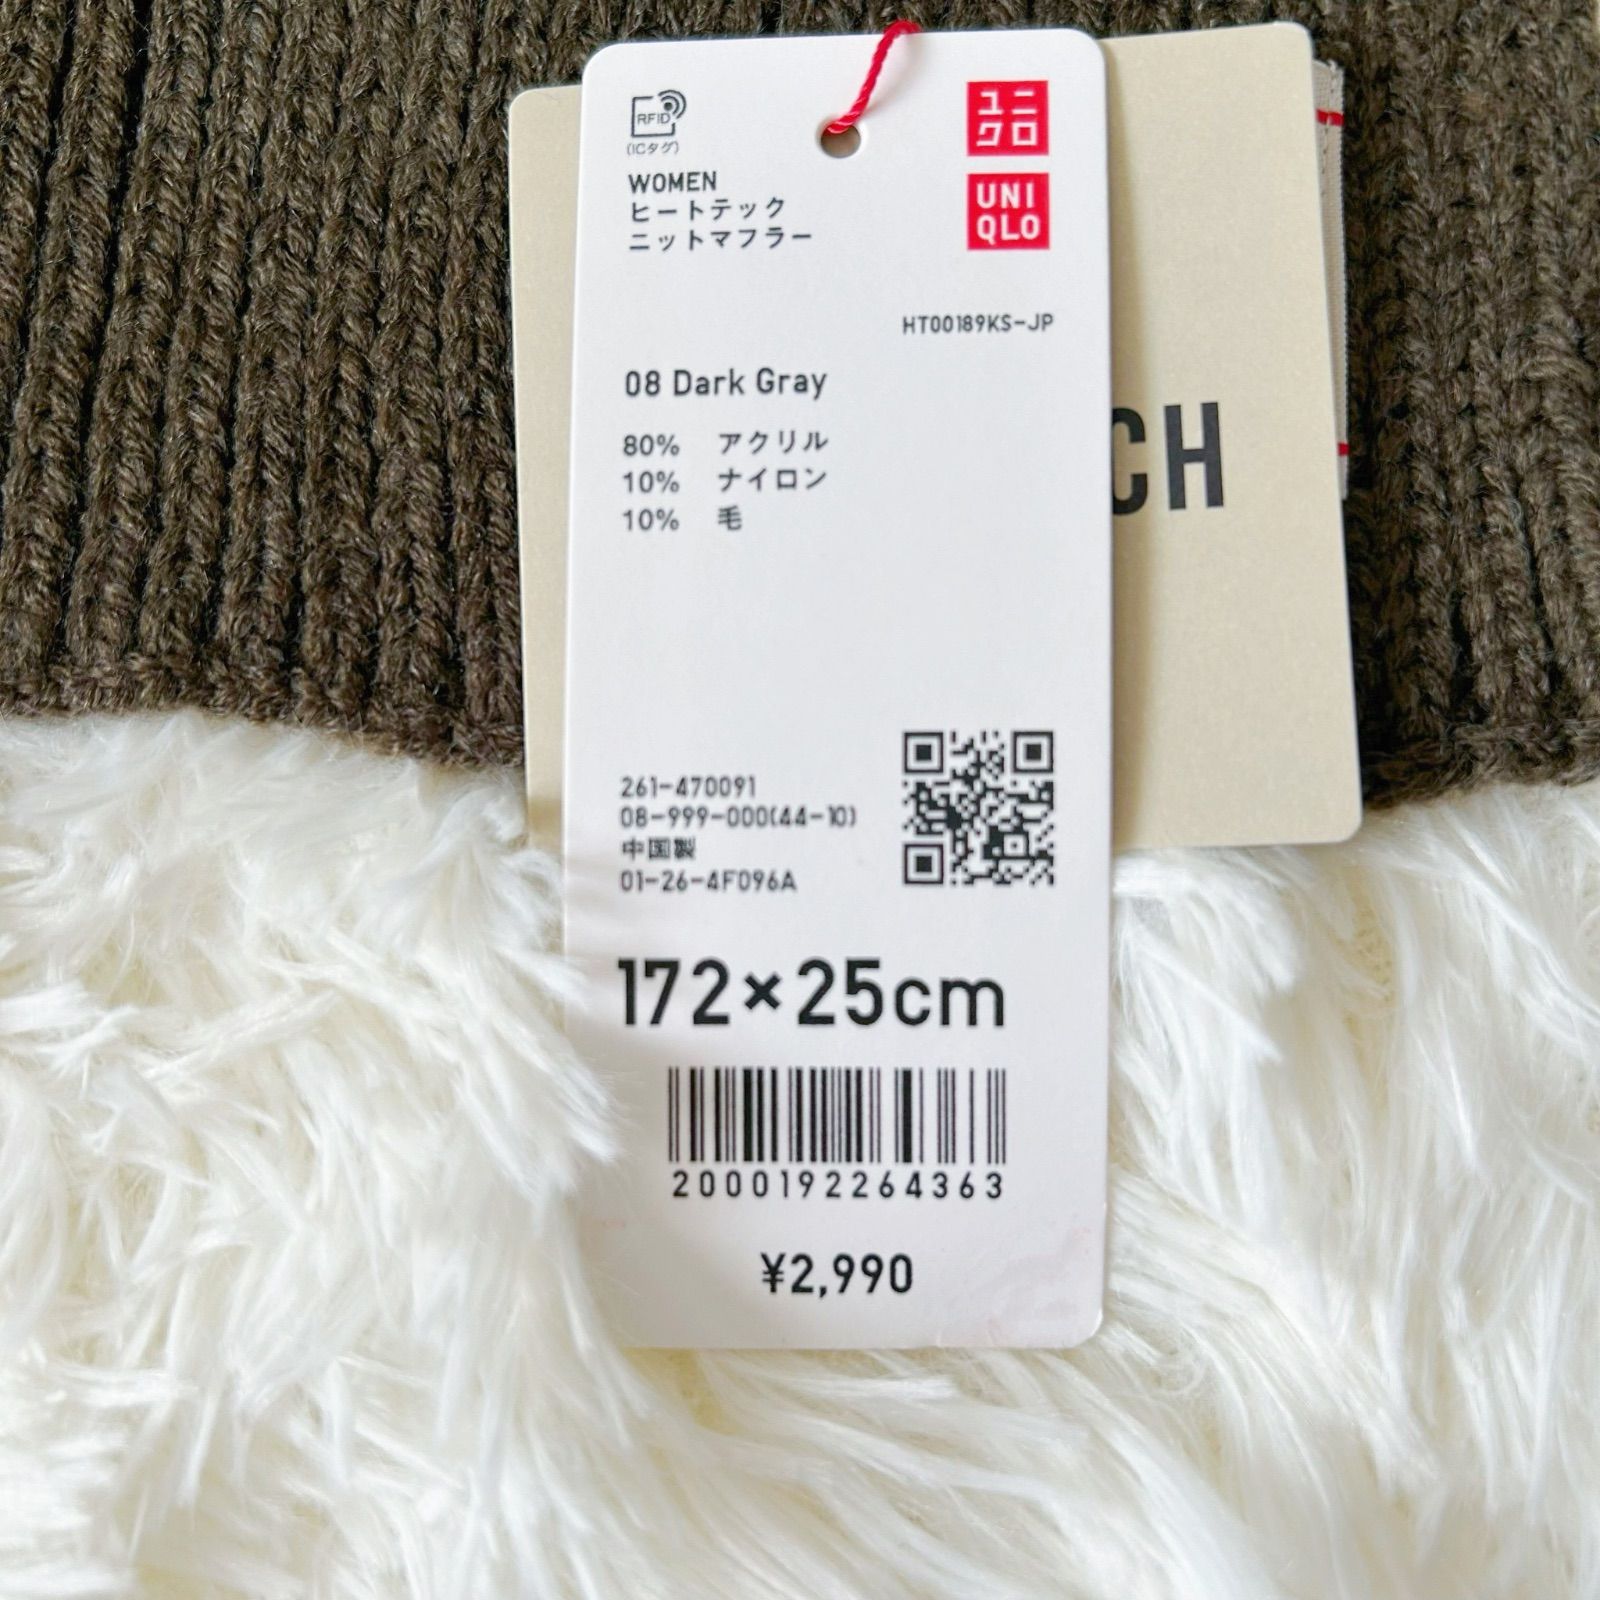 RFID
(ICタグ)
ユニ
クロ
UNI
QLO
WOMEN
ヒートテック
ニットマフラー
HT00189KS-JP
08 Dark Gray
80% アクリル
10% ナイロン
10% 毛
CH
261-470091
08-999-000(44-10)
中国製
01-26-4F096A
172×25cm
2000192264363
¥2,990